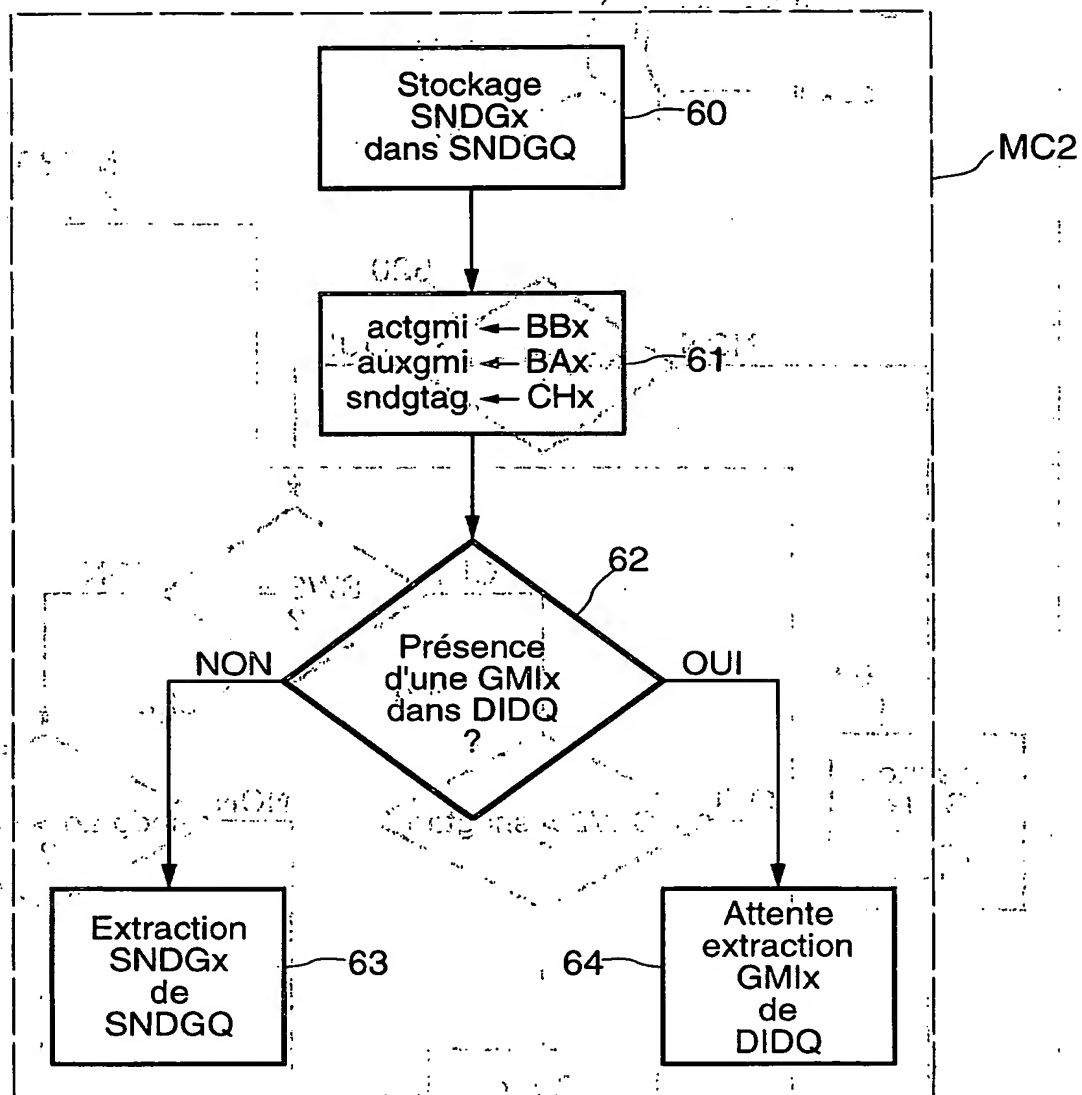 Stockage
SNDGx
dans SNDGQ
60
MC2
actgmi ← BBx
auxgmi ← BAx
sndgtag ← CHx
61
62
Présence
d'une GMIx
dans DIDQ
?
NON
OUI
Extraction
SNDGx
de
SNDGQ
63
64
Attente
extraction
GMIx
de
DIDQ